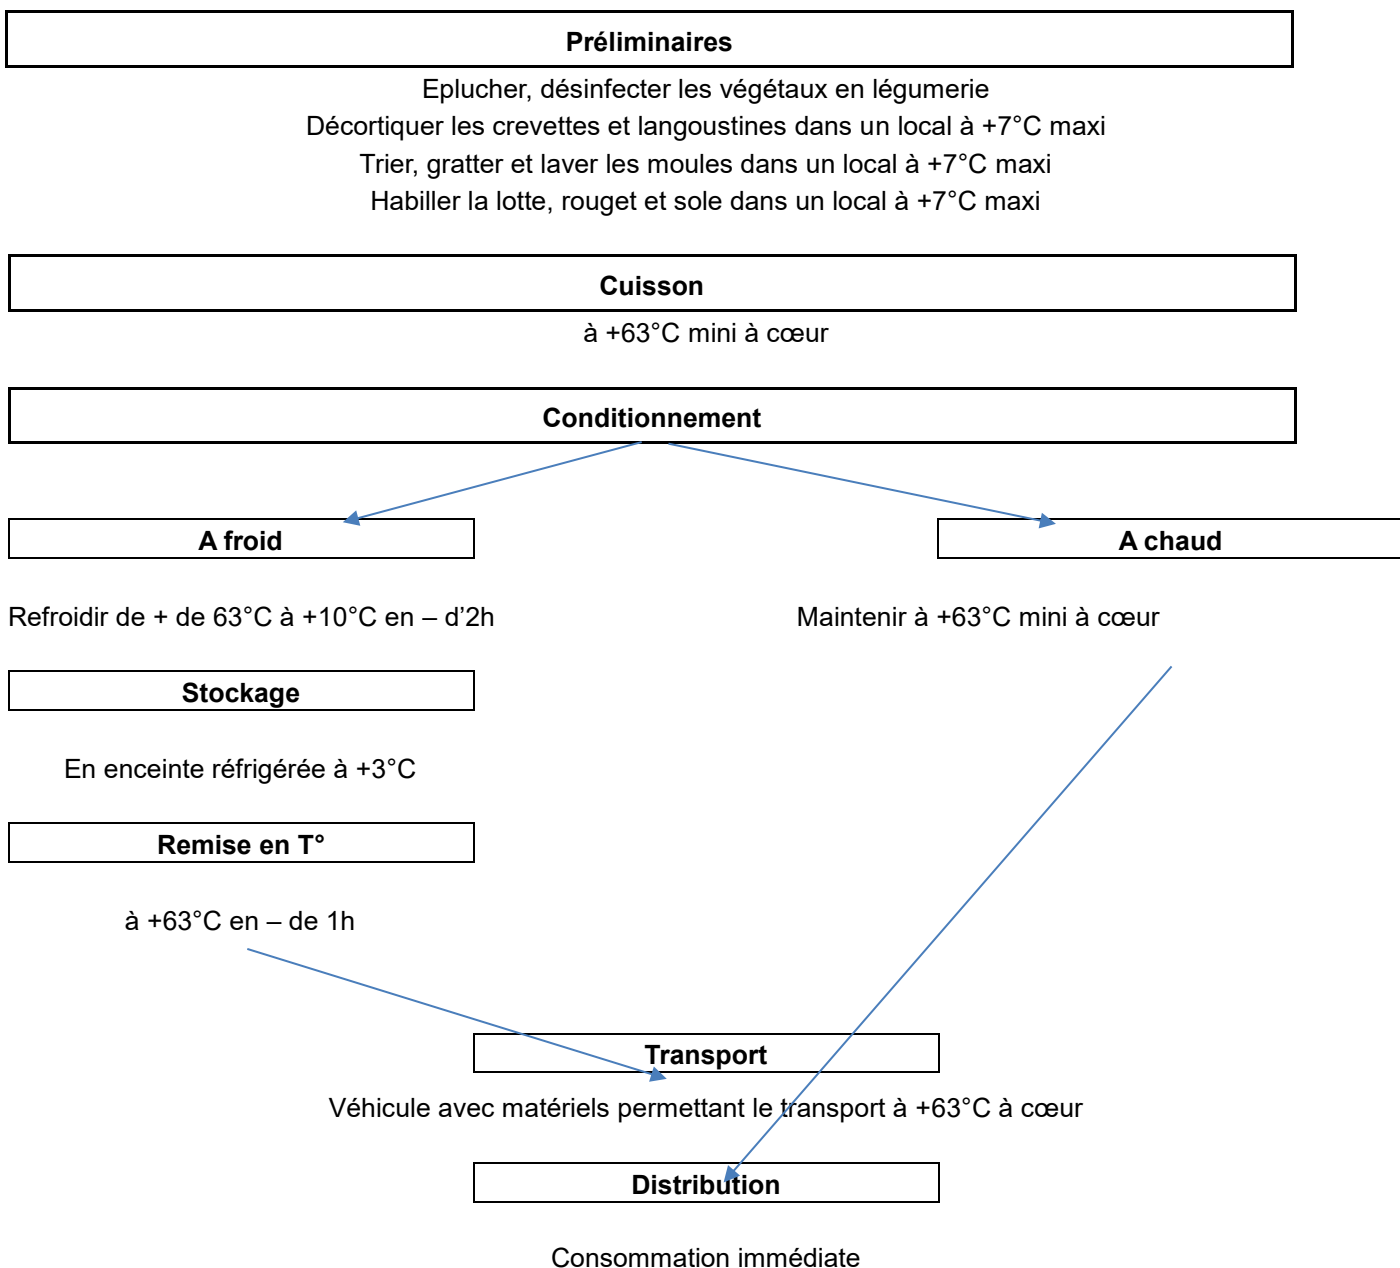 Préliminaires
Eplucher, désinfecter les végétaux en légumerie
Décortiquer les crevettes et langoustines dans un local à +7°C maxi
Trier, gratter et laver les moules dans un local à +7°C maxi
Habiller la lotte, rouget et sole dans un local à +7°C maxi
Cuisson
à +63°C mini à cœur
Conditionnement
A froid
A chaud
Refroidir de + de 63°C à +10°C en – d’2h
Maintenir à +63°C mini à cœur
Stockage
En enceinte réfrigérée à +3°C
Remise en T°
à +63°C en – de 1h
Transport
Véhicule avec matériels permettant le transport à +63°C à cœur
Distribution
Consommation immédiate